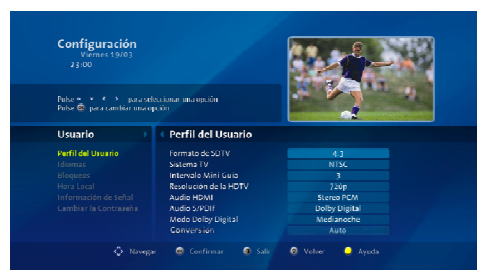 Configuración
Viernes 19/03
23:00
Pulse para seleccionar una opción
Pulse para cambiar una opción
Usuario
Perfil del Usuario
Perfil del Usuario
Idiomas
Bloqueos
Hora Local
Información de Señal
Cambiar la Contraseña
Formato de SDTV 4:3
Sistema TV NTSC
Intervalo Mini Guía 3
Resolución de la HDTV 720p
Audio HDMI Stereo PCM
Audio S/PDIF Dolby Digital
Modo Dolby Digital Medianoche
Conversión Auto
Navegar Confirmar Salir Volver Ayuda